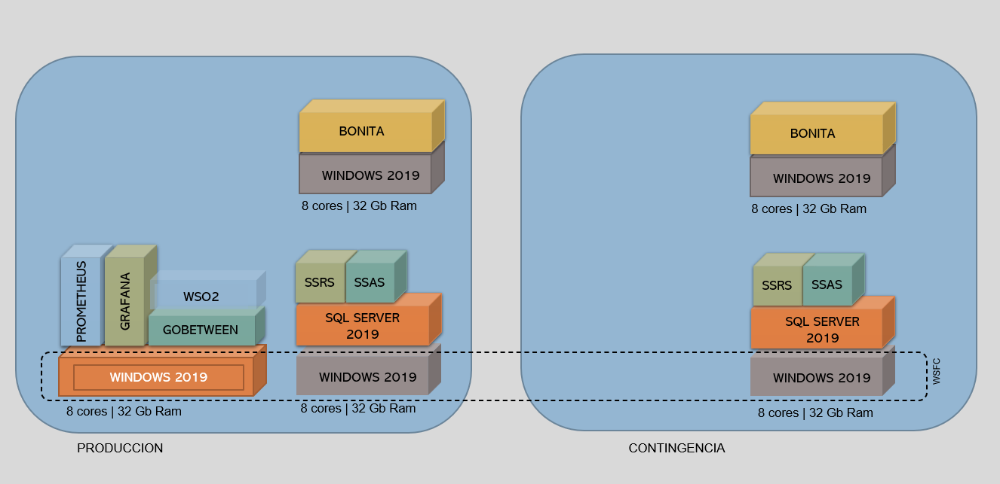 BONITA
WINDOWS 2019
8 cores | 32 Gb Ram
PROMETHEUS
GRAFANA
WSO2
GOBETWEEN
WINDOWS 2019
8 cores | 32 Gb Ram
SSRS
SSAS
SQL SERVER
2019
WINDOWS 2019
8 cores | 32 Gb Ram
PRODUCCION
BONITA
WINDOWS 2019
8 cores | 32 Gb Ram
SSRS
SSAS
SQL SERVER
2019
WINDOWS 2019
8 cores | 32 Gb Ram
WSFC
CONTINGENCIA